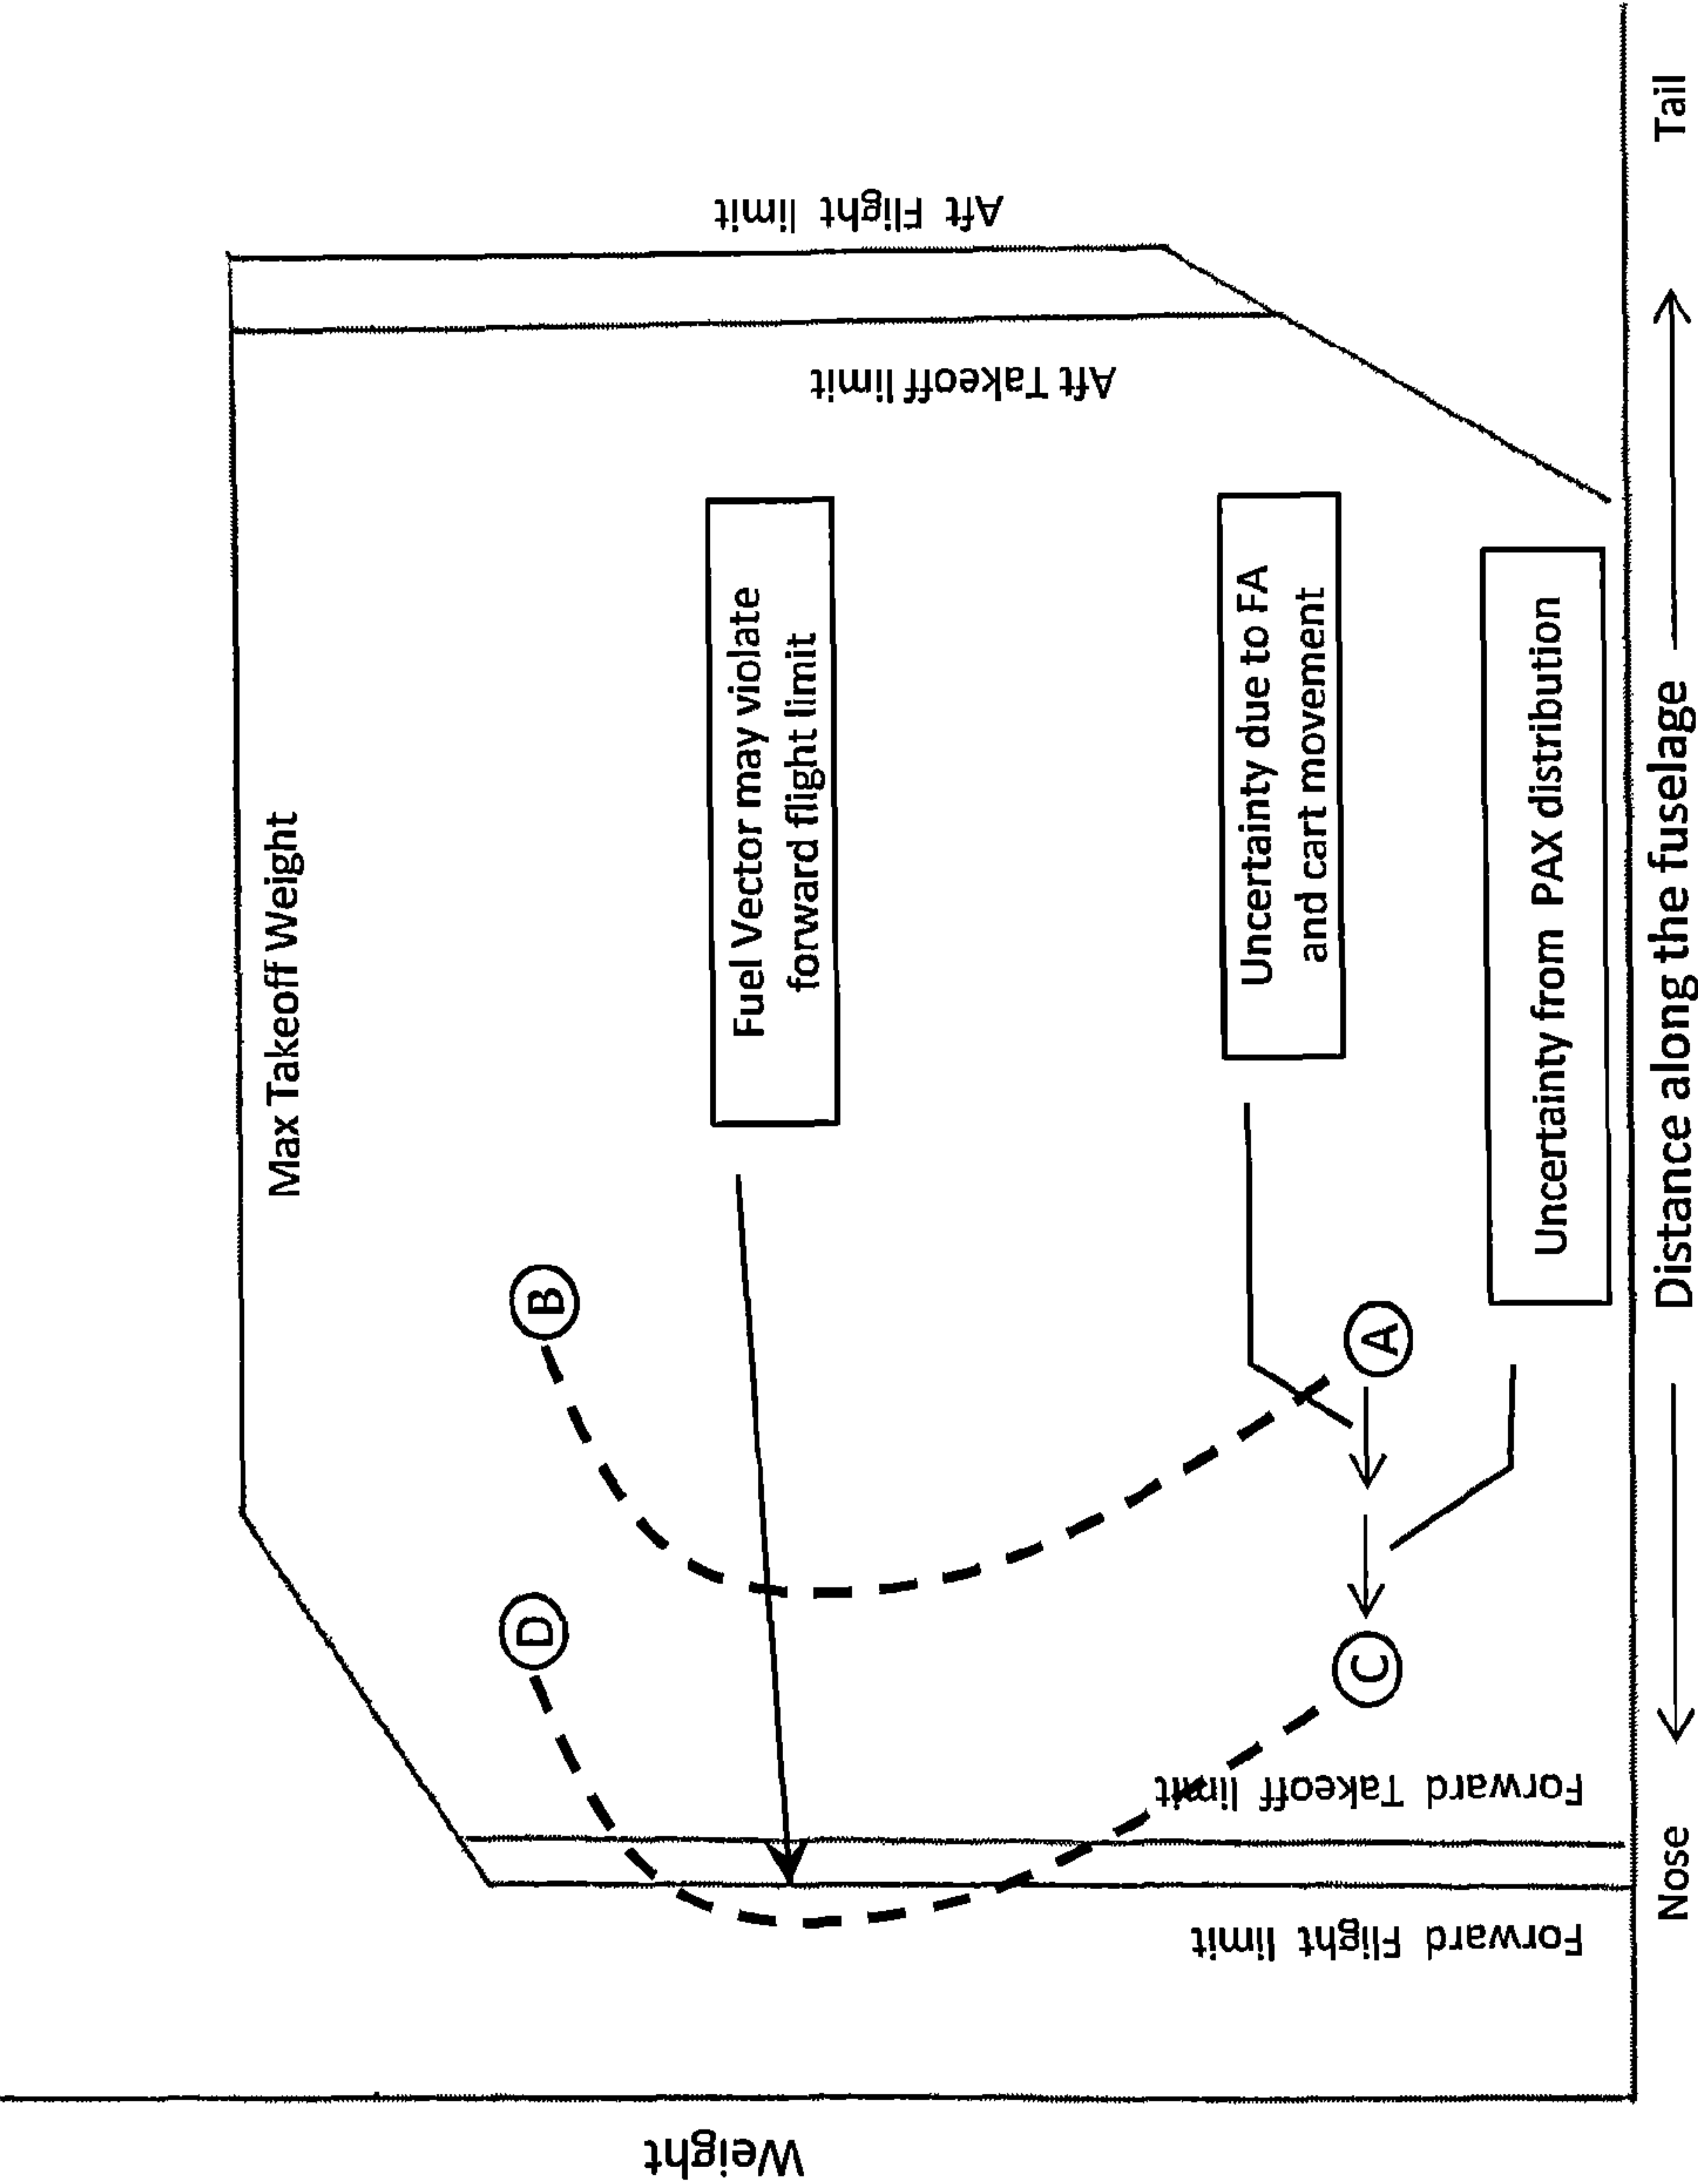 Weight
Max Takeoff Weight
Aft Flight limit
Aft Takeoff limit
D
B
Fuel Vector may violate
forward flight limit
Uncertainty due to FA
and cart movement
C
A
Uncertainty from PAX distribution
Forward Flight limit
Forward Takeoff limit
Nose
Distance along the fuselage
Tail